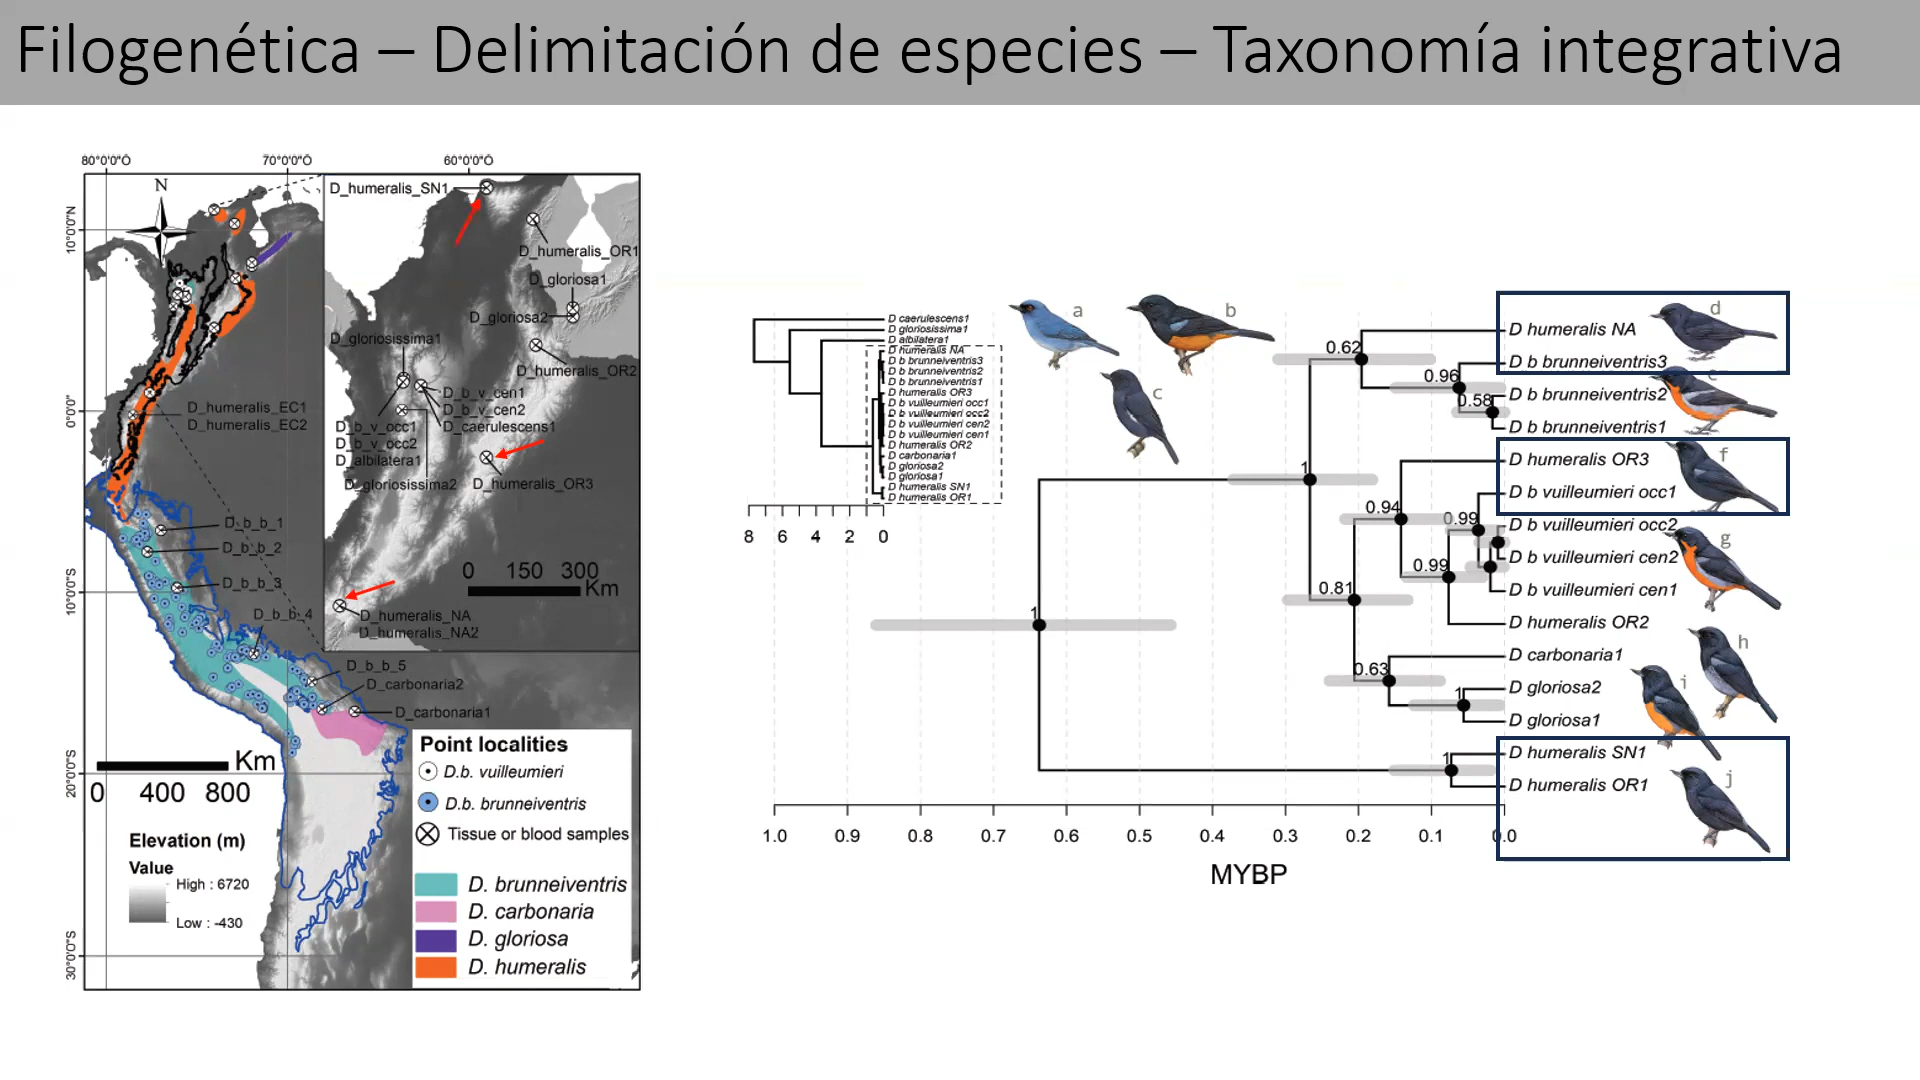 Filogenética – Delimitación de especies – Taxonomía integrativa
80°0'0"O
70°0'0"O
60°0'0"O
10°0'0"N
0°0'0"
10°0'0"S
20°0'0"S
30°0'0"S
N
D_humeralis_SN1
D_humeralis_OR1
D_gloriosa1
D_gloriosa2
D_gloriosissima1
D_humeralis_OR2
D_b_v_cen1
D_b_v_cen2
D_caerulescens1
D_b_v_occ1
D_b_v_occ2
D_albilatera1
D_gloriosissima2
D_humeralis_OR3
0 150 300
Km
D_humeralis_NA
D_humeralis_NA2
D_humeralis_EC1
D_humeralis_EC2
D_b_b_1
D_b_b_2
D_b_b_3
D_b_b_4
D_b_b_5
D_carbonaria2
D_carbonaria1
Km
0 400 800
Elevation (m)
Value
High : 6720
Low : -430
Point localities
D.b. vuilleumieri
D.b. brunneiventris
Tissue or blood samples
D. brunneiventris
D. carbonaria
D. gloriosa
D. humeralis
D caerulescens1
D gloriosissima1
D albilatera1
D humeralis NA
D b brunneiventris3
D b brunneiventris2
D b brunneiventris1
D humeralis OR3
D b vuilleumieri occ1
D b vuilleumieri occ2
D b vuilleumieri cen2
D b vuilleumieri cen1
D humeralis OR2
D carbonaria1
D gloriosa2
D gloriosa1
D humeralis SN1
D humeralis OR1
8 6 4 2 0
a
b
c
d
e
f
g
h
i
j
0.62
0.96
0.58
1
0.94
0.99
0.99
0.81
0.63
1
1
1
D humeralis NA
D b brunneiventris3
D b brunneiventris2
D b brunneiventris1
D humeralis OR3
D b vuilleumieri occ1
D b vuilleumieri occ2
D b vuilleumieri cen2
D b vuilleumieri cen1
D humeralis OR2
D carbonaria1
D gloriosa2
D gloriosa1
D humeralis SN1
D humeralis OR1
1.0 0.9 0.8 0.7 0.6 0.5 0.4 0.3 0.2 0.1 0.0
MYBP